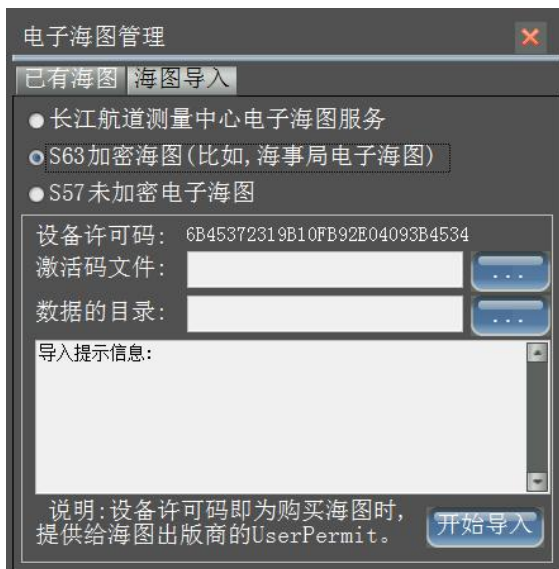 电子海图管理
已有海图 海图导入
长江航道测量中心电子海图服务
S63加密海图(比如,海事局电子海图)
S57未加密电子海图
设备许可码: 6B45372319B10FB92E04093B4534
激活码文件: ...
数据的目录: ...
导入提示信息:
说明:设备许可码即为购买海图时,
提供给海图出版商的UserPermit。
开始导入